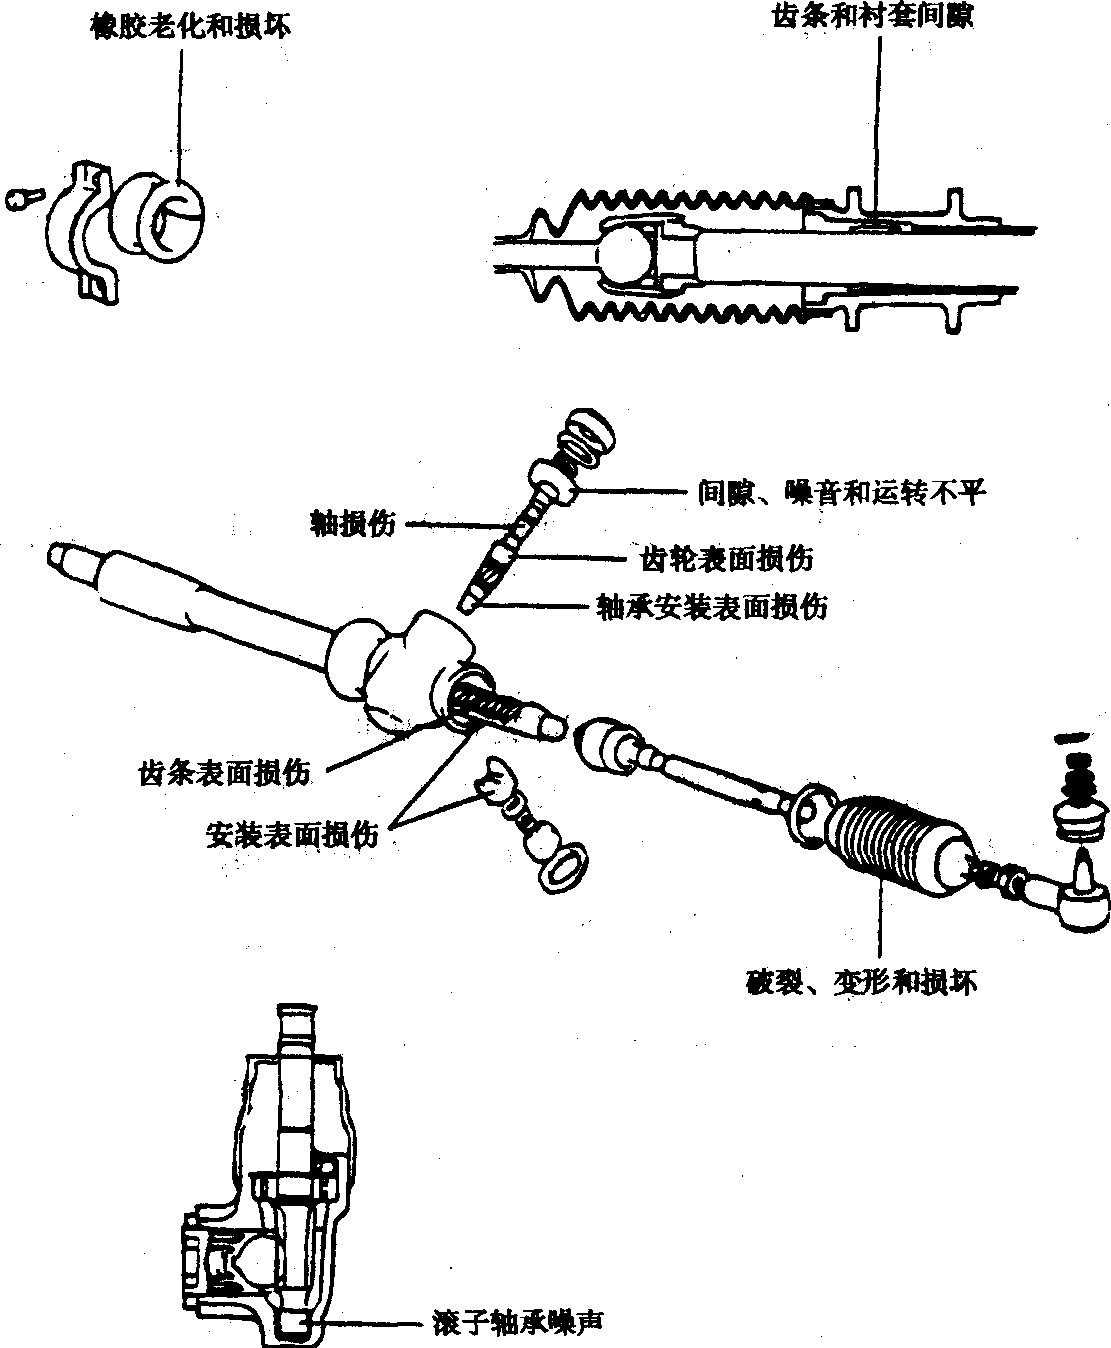 橡胶老化和损坏
齿条和衬套间隙
间隙、噪音和运转不平
轴损伤
齿轮表面损伤
轴承安装表面损伤
齿条表面损伤
安装表面损伤
破裂、变形和损坏
滚子轴承噪声